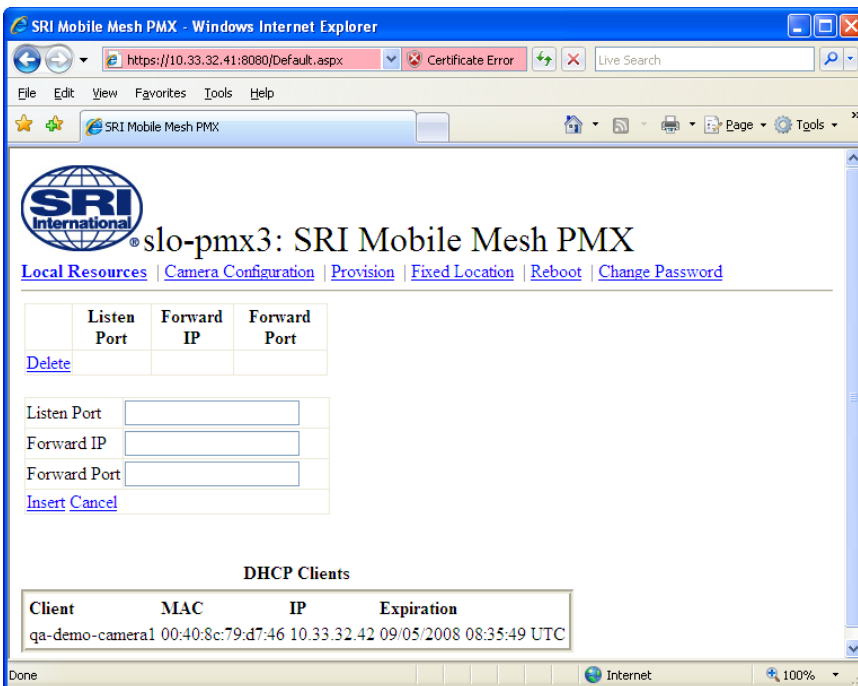 SRI Mobile Mesh PMX - Windows Internet Explorer
https://10.33.32.41:8080/Default.aspx Certificate Error Live Search
File Edit View Favorites Tools Help
SRI Mobile Mesh PMX Page Tools »
SRI International ® slo-pmx3: SRI Mobile Mesh PMX
Local Resources | Camera Configuration | Provision | Fixed Location | Reboot | Change Password
Listen Port Forward IP Forward Port
Delete
Listen Port
Forward IP
Forward Port
Insert Cancel
DHCP Clients
Client MAC IP Expiration
qa-demo-camera1 00:40:8c:79:d7:46 10.33.32.42 09/05/2008 08:35:49 UTC
Done Internet 100%